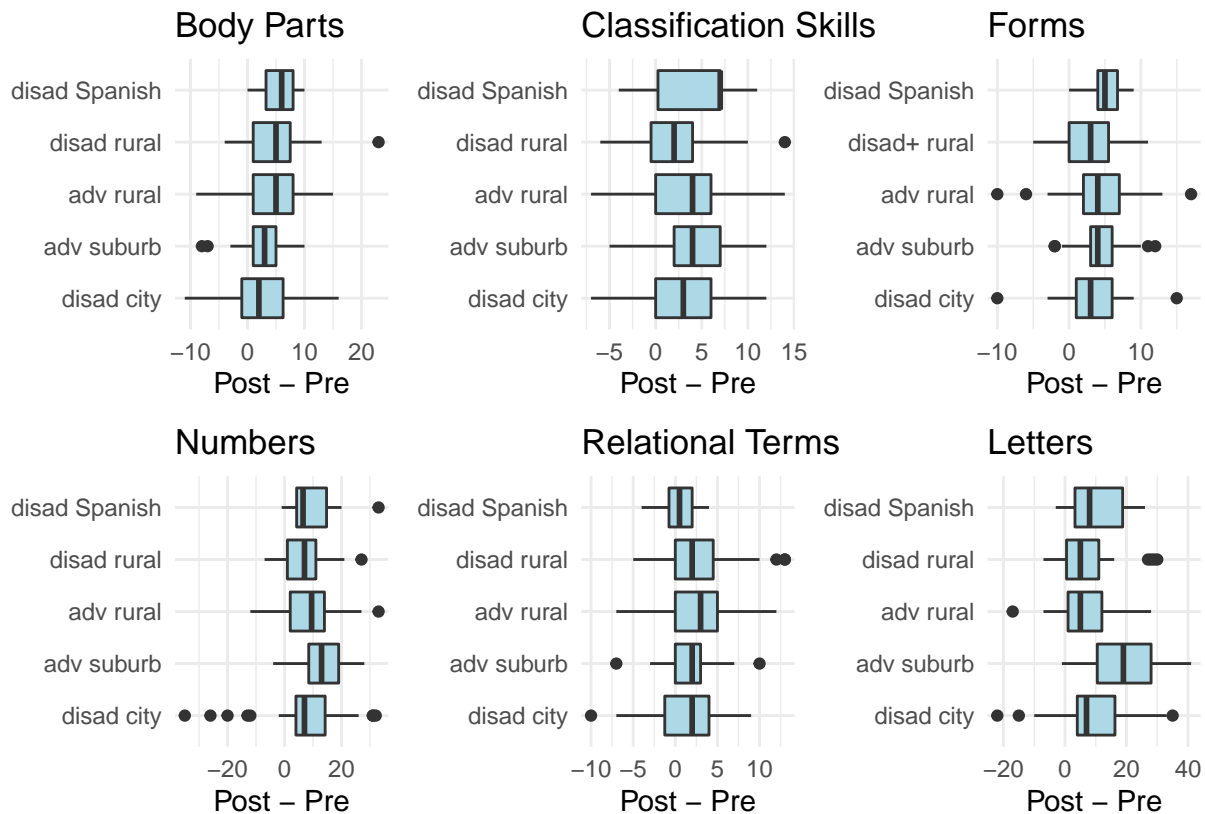 Body Parts
disad Spanish
disad rural
adv rural
adv suburb
disad city
−10 0 10 20
Post − Pre
Classification Skills
disad Spanish
disad rural
adv rural
adv suburb
disad city
−5 0 5 10 15
Post − Pre
Forms
disad Spanish
disad+ rural
adv rural
adv suburb
disad city
−10 0 10
Post − Pre
Numbers
disad Spanish
disad rural
adv rural
adv suburb
disad city
−20 0 20
Post − Pre
Relational Terms
disad Spanish
disad rural
adv rural
adv suburb
disad city
−10 −5 0 5 10
Post − Pre
Letters
disad Spanish
disad rural
adv rural
adv suburb
disad city
−20 0 20 40
Post − Pre